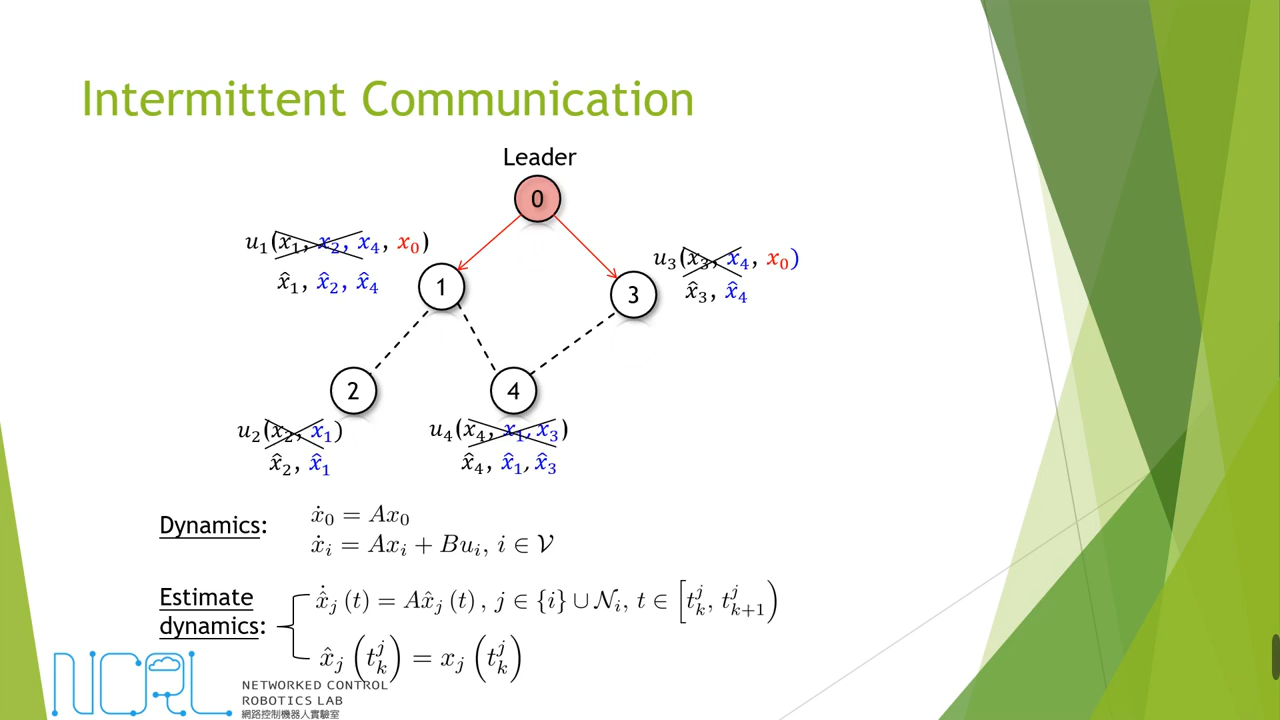 Intermittent Communication
Leader
0
u₁(x₁, x₂, x₄, x₀)
x̂₁, x̂₂, x̂₄
u₃(x₃, x₄, x₀)
x̂₃, x̂₄
1
3
2
4
u₂(x₂, x₁)
x̂₂, x̂₁
u₄(x₄, x₁, x₃)
x̂₄, x̂₁, x̂₃
Dynamics:
ẋ₀ = Ax₀
ẋᵢ = Axᵢ + Buᵢ, i ∈ 𝒱
Estimate dynamics:
x̂̇ⱼ (t) = Ax̂ⱼ (t), j ∈ {i} ∪ 𝒩ᵢ, t ∈ [t_k^j, t_{k+1}^j)
x̂ⱼ (t_k^j) = xⱼ (t_k^j)
NCRL
NETWORKED CONTROL
ROBOTICS LAB
網路控制機器人實驗室